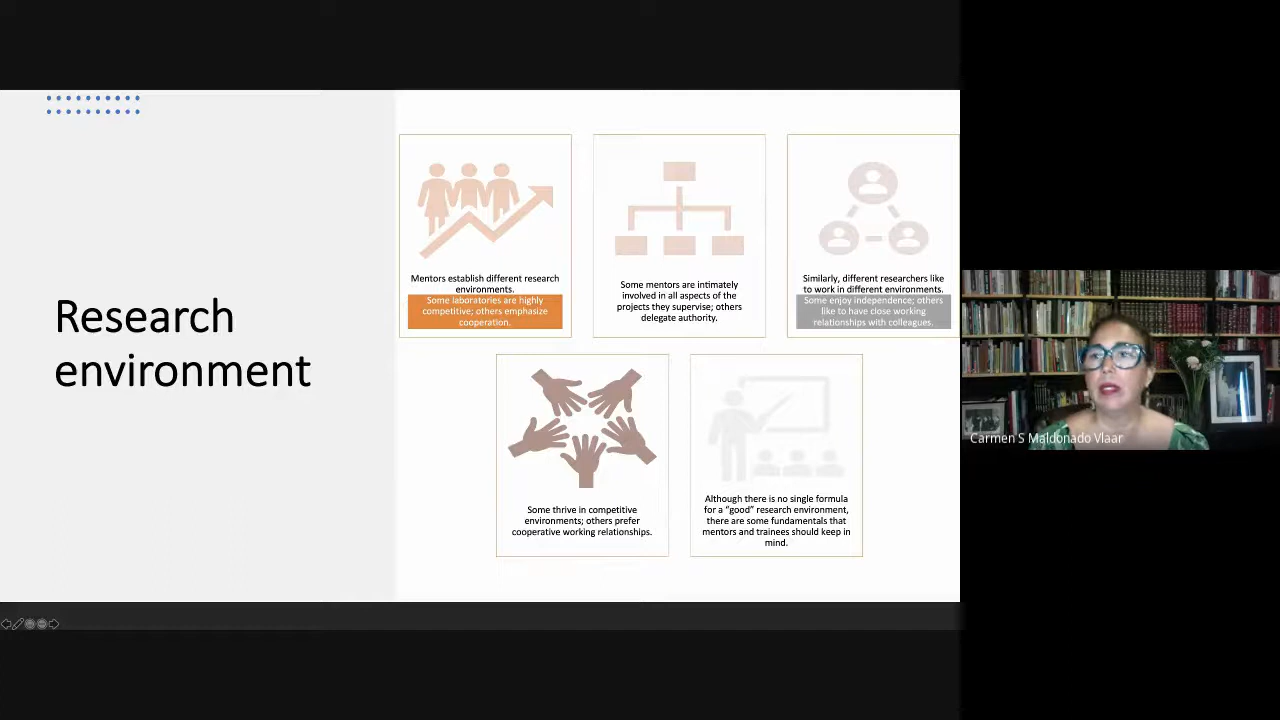 Research
environment
Mentors establish different research
environments.
Some laboratories are highly
competitive; others emphasize
cooperation.
Some mentors are intimately
involved in all aspects of the
projects they supervise; others
delegate authority.
Similarly, different researchers like
to work in different environments.
Some enjoy independence; others
like to have close working
relationships with colleagues.
Some thrive in competitive
environments; others prefer
cooperative working relationships.
Although there is no single formula
for a “good” research environment,
there are some fundamentals that
mentors and trainees should keep in
mind.
Carmen S Maldonado Vlaar